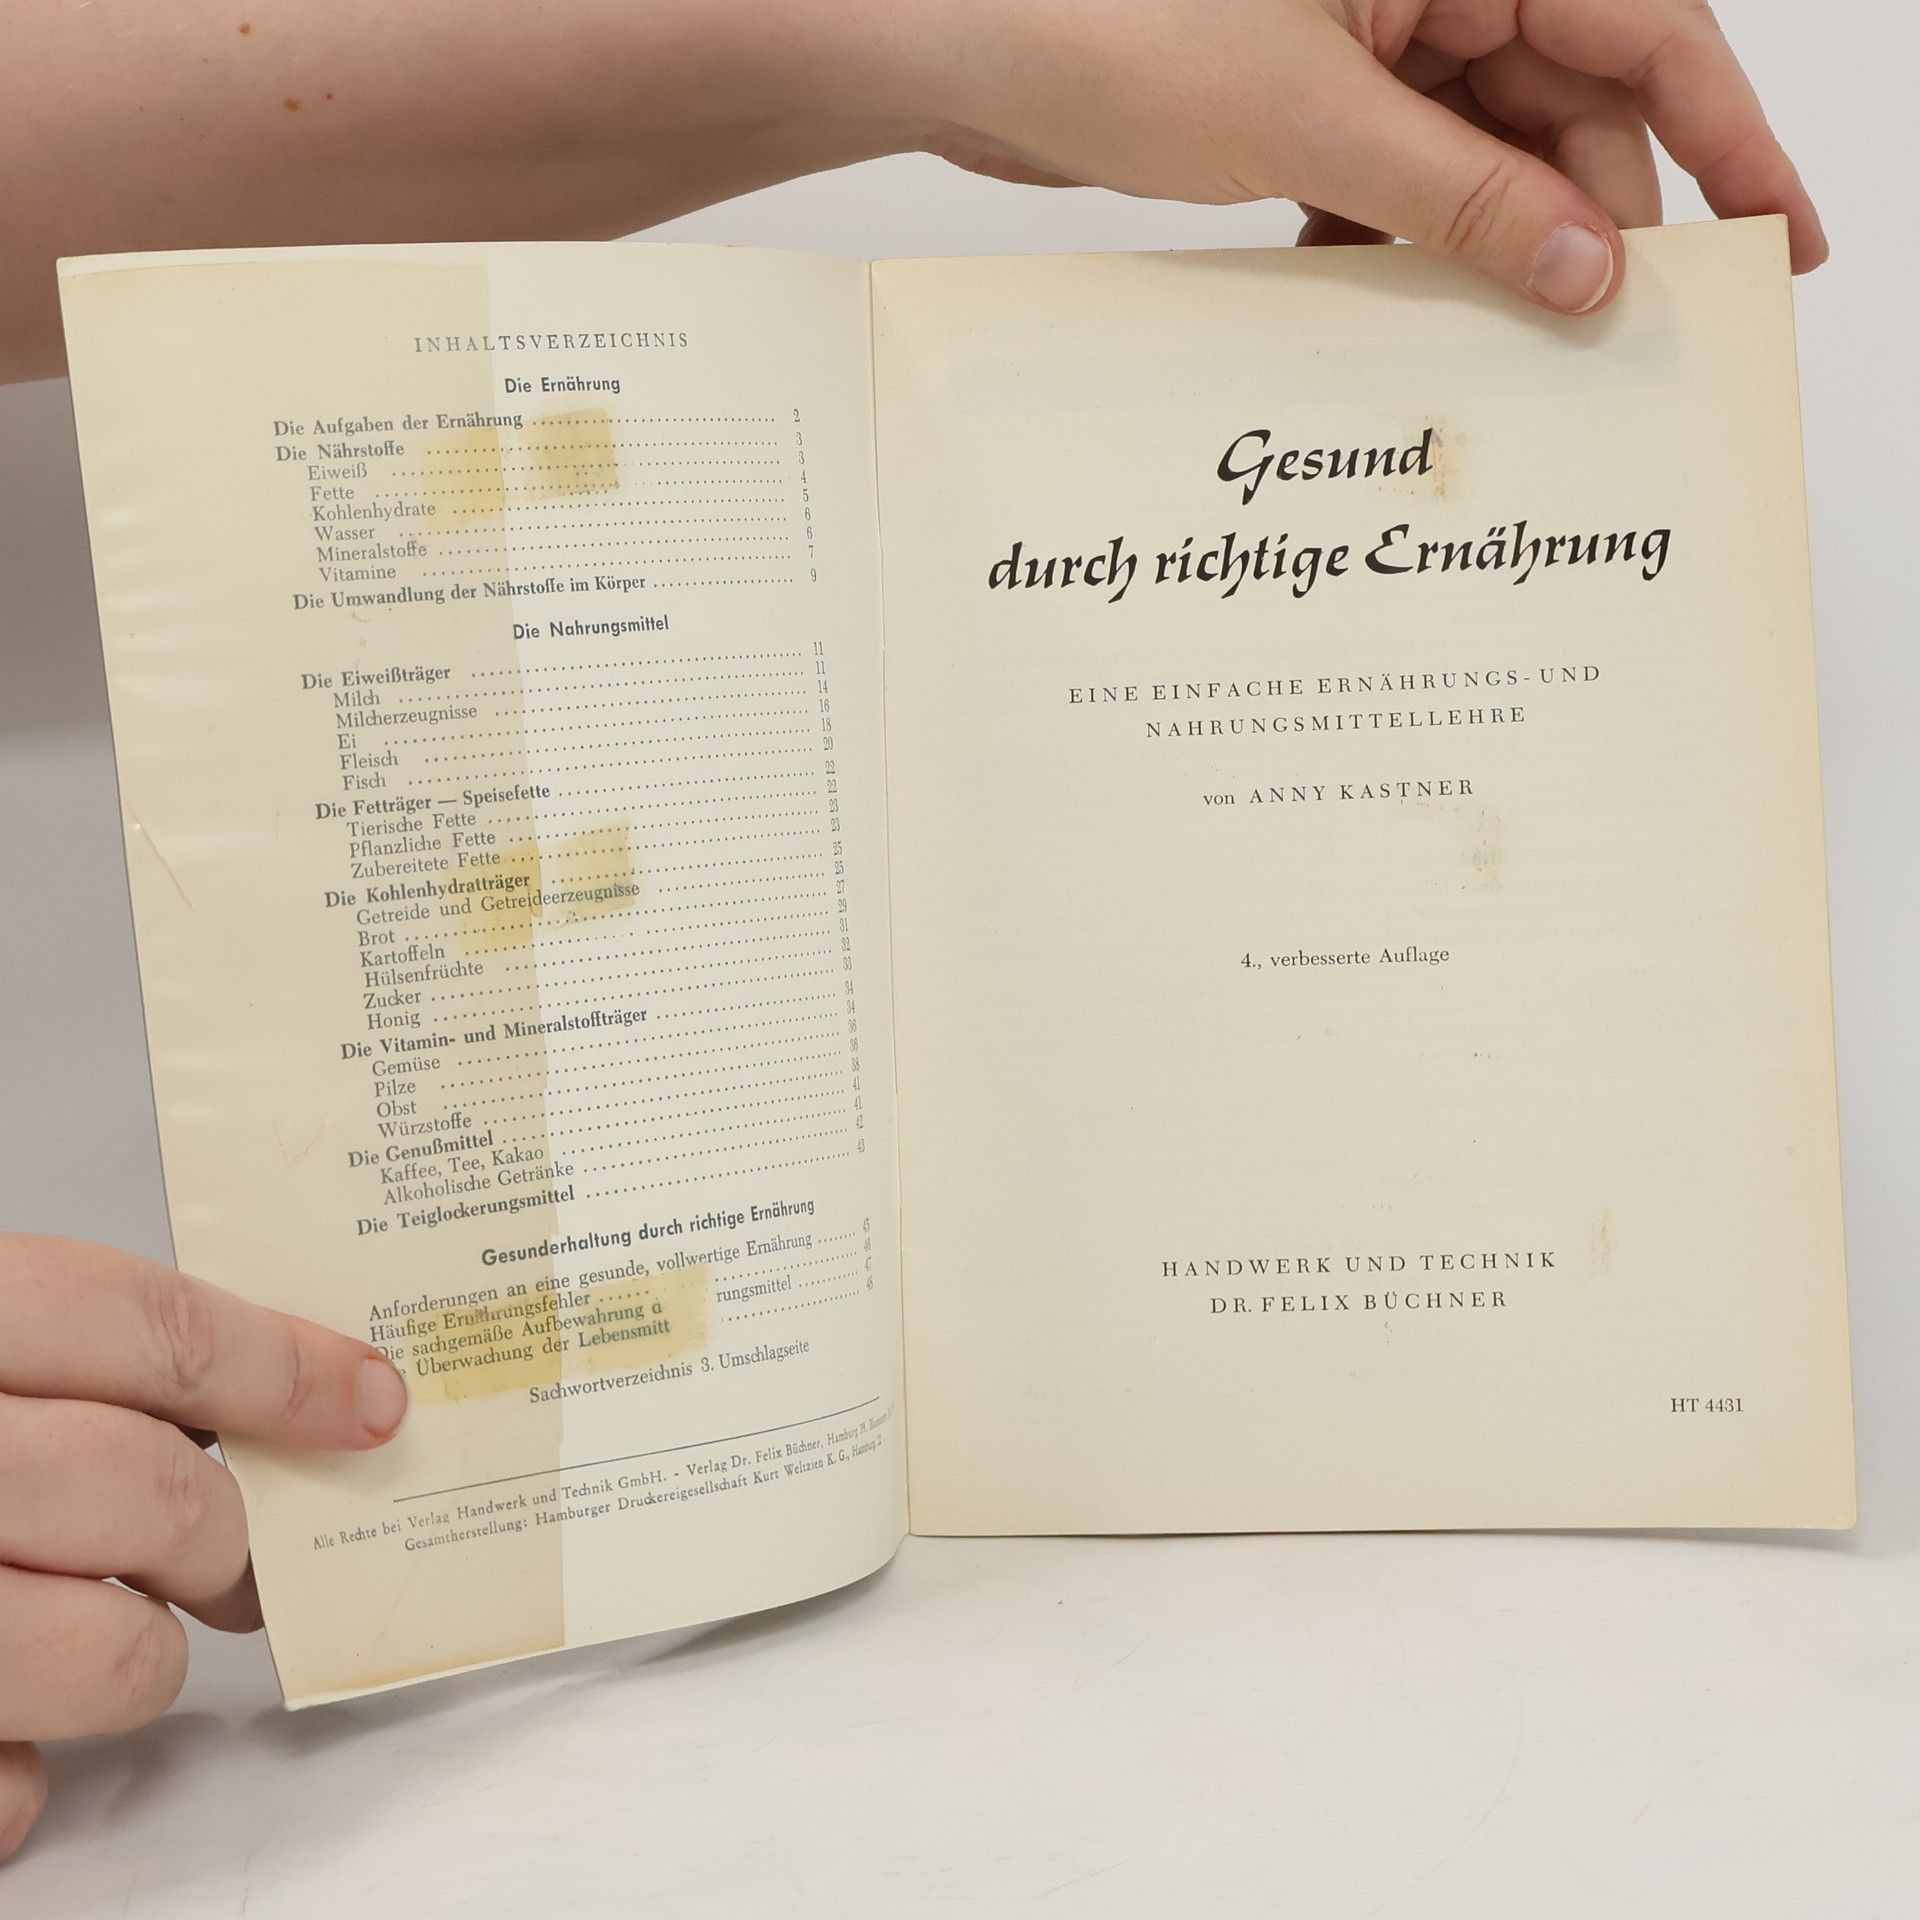 INHALTSVERZEICHNIS
Die Ernährung
Die Aufgaben der Ernährung .......... 2
Die Nährstoffe .......... 3
Eiweiß .......... 3
Fette .......... 4
Kohlenhydrate .......... 5
Wasser .......... 6
Mineralstoffe .......... 6
Vitamine .......... 7
Die Umwandlung der Nährstoffe im Körper .......... 9
Die Nahrungsmittel
Die Eiweißträger .......... 11
Milch .......... 11
Milcherzeugnisse .......... 14
Ei .......... 16
Fleisch .......... 18
Fisch .......... 20
Die Fetträger — Speisefette .......... 22
Tierische Fette .......... 22
Pflanzliche Fette .......... 23
Zubereitete Fette .......... 23
Die Kohlenhydratträger .......... 25
Getreide und Getreideerzeugnisse .......... 25
Brot .......... 27
Kartoffeln .......... 29
Hülsenfrüchte .......... 31
Zucker .......... 32
Honig .......... 33
Die Vitamin- und Mineralstoffträger .......... 34
Gemüse .......... 34
Pilze .......... 36
Obst .......... 36
Würzstoffe .......... 38
Die Genußmittel .......... 41
Kaffee, Tee, Kakao .......... 41
Alkoholische Getränke .......... 42
Die Teiglockerungsmittel .......... 43
Gesunderhaltung durch richtige Ernährung
Anforderungen an eine gesunde, vollwertige Ernährung ........ 45
Häufige Ernährungsfehler .......... 46
Die sachgemäße Aufbewahrung d rungsmittel .......... 47
Überwachung der Lebensmitt .......... 48
Sachwortverzeichnis 3. Umschlagseite
Alle Rechte bei Verlag Handwerk und Technik GmbH. - Verlag Dr. Felix Büchner, Hamburg
Gesamtherstellung: Hamburger Druckereigesellschaft Kurt Weltzien K. G., Hamburg
Gesund
durch richtige Ernährung
EINE EINFACHE ERNÄHRUNGS- UND
NAHRUNGSMITTELLEHRE
von ANNY KASTNER
4., verbesserte Auflage
HANDWERK UND TECHNIK
DR. FELIX BÜCHNER
HT 4431